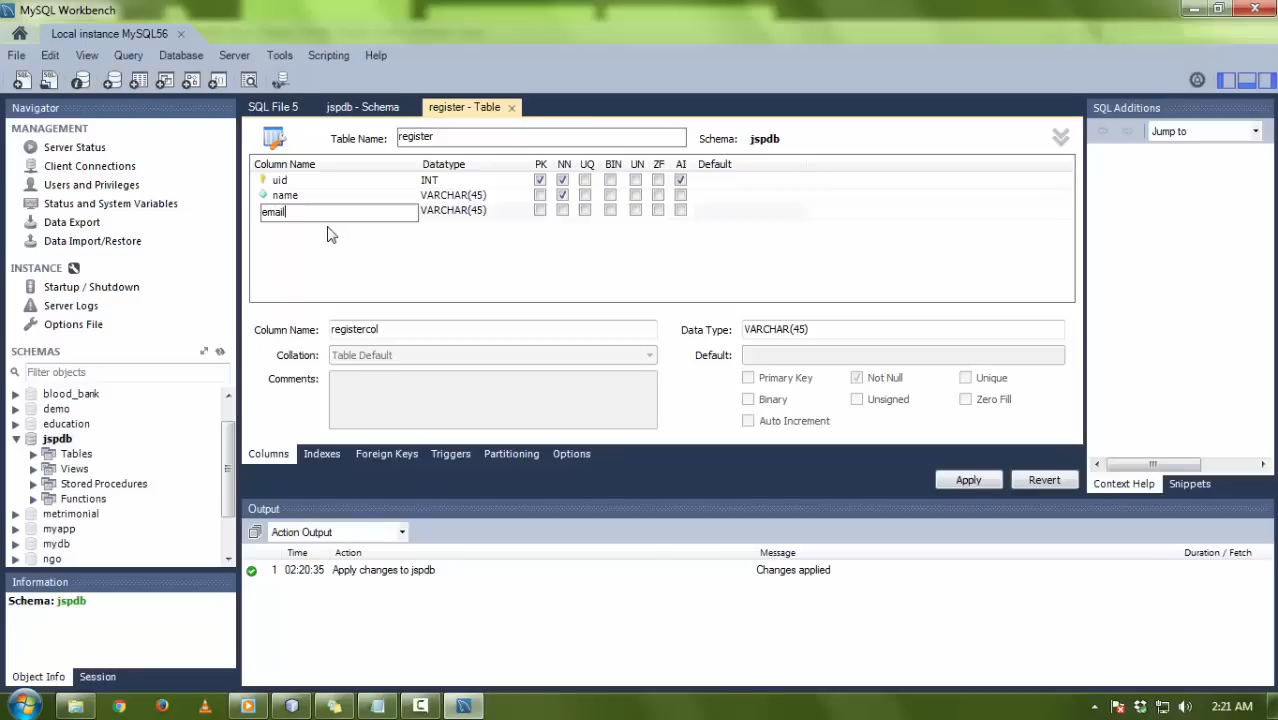 MySQL Workbench
Local instance MySQL56
File Edit View Query Database Server Tools Scripting Help
Navigator
MANAGEMENT
Server Status
Client Connections
Users and Privileges
Status and System Variables
Data Export
Data Import/Restore
INSTANCE
Startup / Shutdown
Server Logs
Options File
SCHEMAS
Filter objects
blood_bank
demo
education
jspdb
Tables
Views
Stored Procedures
Functions
metrimonial
myapp
mydb
ngo
Information
Schema: jspdb
Object Info Session
SQL File 5 jspdb - Schema register - Table
Table Name: register Schema: jspdb
Column Name Datatype PK NN UQ BIN UN ZF AI Default
uid INT
name VARCHAR(45)
email VARCHAR(45)
Column Name: registercol Data Type: VARCHAR(45)
Collation: Table Default Default:
Comments: Primary Key Not Null Unique
Binary Unsigned Zero Fill
Auto Increment
Columns Indexes Foreign Keys Triggers Partitioning Options
Apply Revert
Output
Action Output
Time Action Message Duration / Fetch
1 02:20:35 Apply changes to jspdb Changes applied
SQL Additions
Jump to
Context Help Snippets
2:21 AM